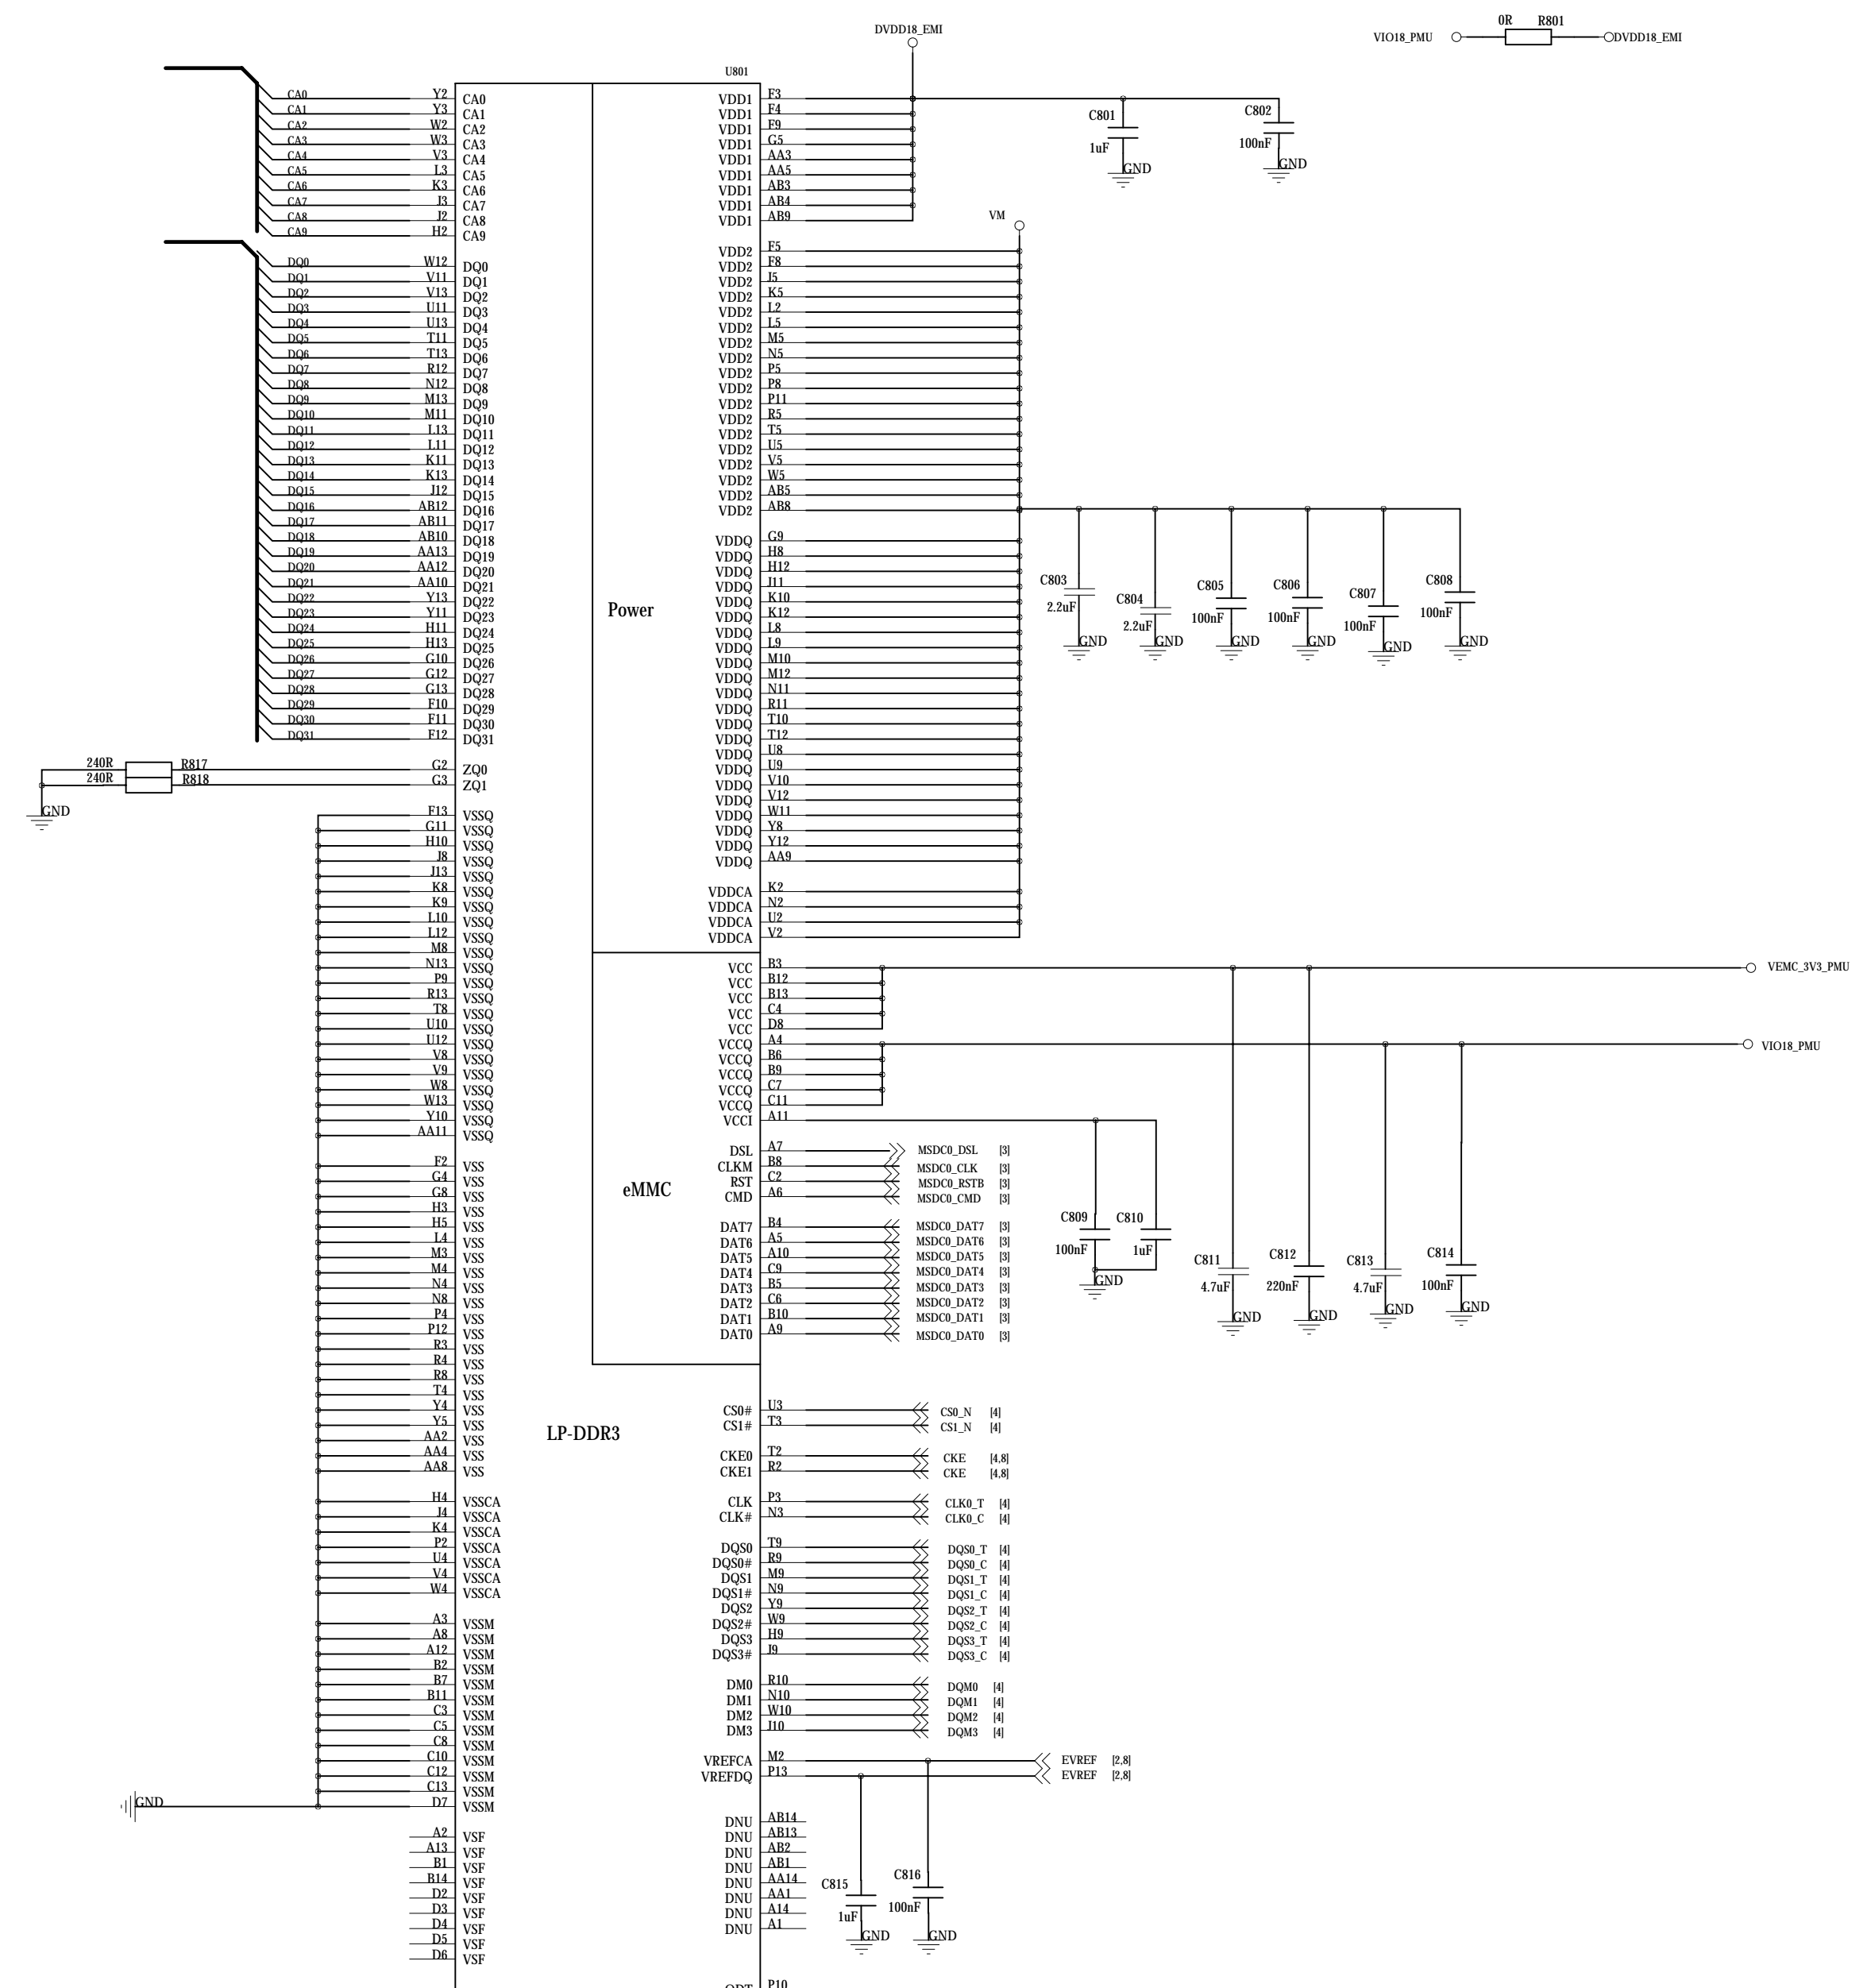 DVDD18_EMI
0R R801
VIO18_PMU DVDD18_EMI
U801
CA0 Y2 CA0
CA1 Y3 CA1
CA2 W2 CA2
CA3 W3 CA3
CA4 V3 CA4
CA5 L3 CA5
CA6 K3 CA6
CA7 J3 CA7
CA8 J2 CA8
CA9 H2 CA9
DQ0 W12 DQ0
DQ1 V11 DQ1
DQ2 V13 DQ2
DQ3 U11 DQ3
DQ4 U13 DQ4
DQ5 T11 DQ5
DQ6 T13 DQ6
DQ7 R12 DQ7
DQ8 N12 DQ8
DQ9 M13 DQ9
DQ10 M11 DQ10
DQ11 L13 DQ11
DQ12 L11 DQ12
DQ13 K11 DQ13
DQ14 K13 DQ14
DQ15 J12 DQ15
DQ16 AB12 DQ16
DQ17 AB11 DQ17
DQ18 AB10 DQ18
DQ19 AA13 DQ19
DQ20 AA12 DQ20
DQ21 AA10 DQ21
DQ22 Y13 DQ22
DQ23 Y11 DQ23
DQ24 H11 DQ24
DQ25 H13 DQ25
DQ26 G10 DQ26
DQ27 G12 DQ27
DQ28 G13 DQ28
DQ29 F10 DQ29
DQ30 F11 DQ30
DQ31 F12 DQ31
240R R817 G2 ZQ0
240R R818 G3 ZQ1
GND
F13 VSSQ
G11 VSSQ
H10 VSSQ
J8 VSSQ
J13 VSSQ
K8 VSSQ
K9 VSSQ
L10 VSSQ
L12 VSSQ
M8 VSSQ
N13 VSSQ
P9 VSSQ
R13 VSSQ
T8 VSSQ
U10 VSSQ
U12 VSSQ
V8 VSSQ
V9 VSSQ
W8 VSSQ
W13 VSSQ
Y10 VSSQ
AA11 VSSQ
F2 VSS
G4 VSS
G8 VSS
H3 VSS
H5 VSS
L4 VSS
M3 VSS
M4 VSS
N4 VSS
N8 VSS
P4 VSS
P12 VSS
R3 VSS
R4 VSS
R8 VSS
T4 VSS
Y4 VSS
Y5 VSS
AA2 VSS
AA4 VSS
AA8 VSS
H4 VSSCA
J4 VSSCA
K4 VSSCA
P2 VSSCA
U4 VSSCA
V4 VSSCA
W4 VSSCA
A3 VSSM
A8 VSSM
A12 VSSM
B2 VSSM
B7 VSSM
B11 VSSM
C3 VSSM
C5 VSSM
C8 VSSM
C10 VSSM
C12 VSSM
C13 VSSM
GND D7 VSSM
A2 VSF
A13 VSF
B1 VSF
B14 VSF
D2 VSF
D3 VSF
D4 VSF
D5 VSF
D6 VSF
Power
eMMC
LP-DDR3
VDD1 F3
VDD1 F4
VDD1 F9
VDD1 G5
VDD1 AA3
VDD1 AA5
VDD1 AB3
VDD1 AB4
VDD1 AB9
C801
1uF
GND
C802
100nF
GND
VM
VDD2 F5
VDD2 F8
VDD2 J5
VDD2 K5
VDD2 L2
VDD2 L5
VDD2 M5
VDD2 N5
VDD2 P5
VDD2 P8
VDD2 P11
VDD2 R5
VDD2 T5
VDD2 U5
VDD2 V5
VDD2 W5
VDD2 AB5
VDD2 AB8
VDDQ G9
VDDQ H8
VDDQ H12
VDDQ J11
VDDQ K10
VDDQ K12
VDDQ L8
VDDQ L9
VDDQ M10
VDDQ M12
VDDQ N11
VDDQ R11
VDDQ T10
VDDQ T12
VDDQ U8
VDDQ U9
VDDQ V10
VDDQ V12
VDDQ W11
VDDQ Y8
VDDQ Y12
VDDQ AA9
C803
2.2uF
GND
C804
2.2uF
GND
C805
100nF
GND
C806
100nF
GND
C807
100nF
GND
C808
100nF
GND
VDDCA K2
VDDCA N2
VDDCA U2
VDDCA V2
VCC B3 VEMC_3V3_PMU
VCC B12
VCC B13
VCC C4
VCC D8
VCCQ A4 VIO18_PMU
VCCQ B6
VCCQ B9
VCCQ C7
VCCQ C11
VCCI A11
DSL A7 MSDC0_DSL [3]
CLKM B8 MSDC0_CLK [3]
RST C2 MSDC0_RSTB [3]
CMD A6 MSDC0_CMD [3]
DAT7 B4 MSDC0_DAT7 [3]
DAT6 A5 MSDC0_DAT6 [3]
DAT5 A10 MSDC0_DAT5 [3]
DAT4 C9 MSDC0_DAT4 [3]
DAT3 B5 MSDC0_DAT3 [3]
DAT2 C6 MSDC0_DAT2 [3]
DAT1 B10 MSDC0_DAT1 [3]
DAT0 A9 MSDC0_DAT0 [3]
C809 C810
100nF 1uF
GND
C811
4.7uF
GND
C812
220nF
GND
C813
4.7uF
GND
C814
100nF
GND
CS0# U3 CS0_N [4]
CS1# T3 CS1_N [4]
CKE0 T2 CKE [4,8]
CKE1 R2 CKE [4,8]
CLK P3 CLK0_T [4]
CLK# N3 CLK0_C [4]
DQS0 T9 DQS0_T [4]
DQS0# R9 DQS0_C [4]
DQS1 M9 DQS1_T [4]
DQS1# N9 DQS1_C [4]
DQS2 Y9 DQS2_T [4]
DQS2# W9 DQS2_C [4]
DQS3 H9 DQS3_T [4]
DQS3# J9 DQS3_C [4]
DM0 R10 DQM0 [4]
DM1 N10 DQM1 [4]
DM2 W10 DQM2 [4]
DM3 J10 DQM3 [4]
VREFCA M2 EVREF [2,8]
VREFDQ P13 EVREF [2,8]
DNU AB14
DNU AB13
DNU AB2
DNU AB1
DNU AA14
DNU AA1
DNU A14
DNU A1
C815
1uF
GND
C816
100nF
GND
ODT P10